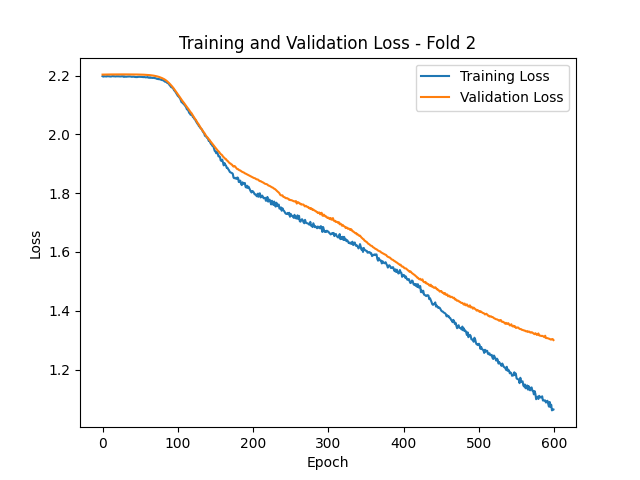 Training and Validation Loss - Fold 2
Training Loss
Validation Loss
2.2
2.0
1.8
1.6
1.4
1.2
Loss
0 100 200 300 400 500 600
Epoch